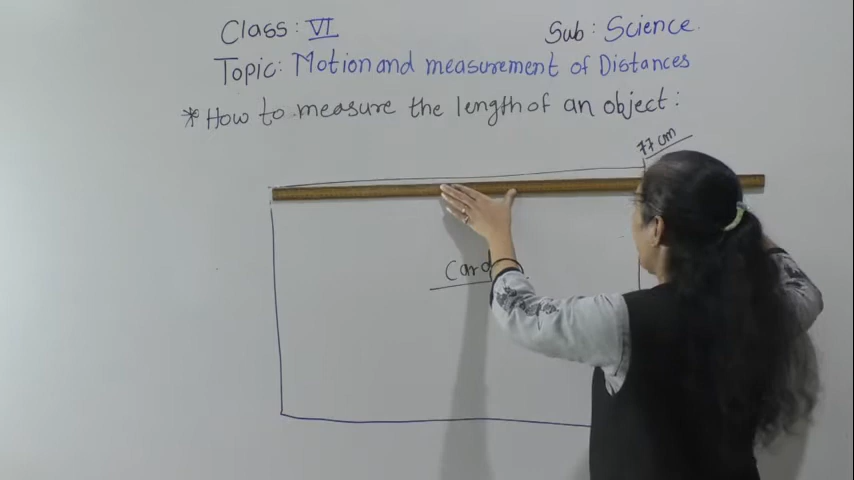 Class: VI Sub: Science
Topic: Motion and measurement of Distances
* How to measure the length of an object:
77 cm
Card